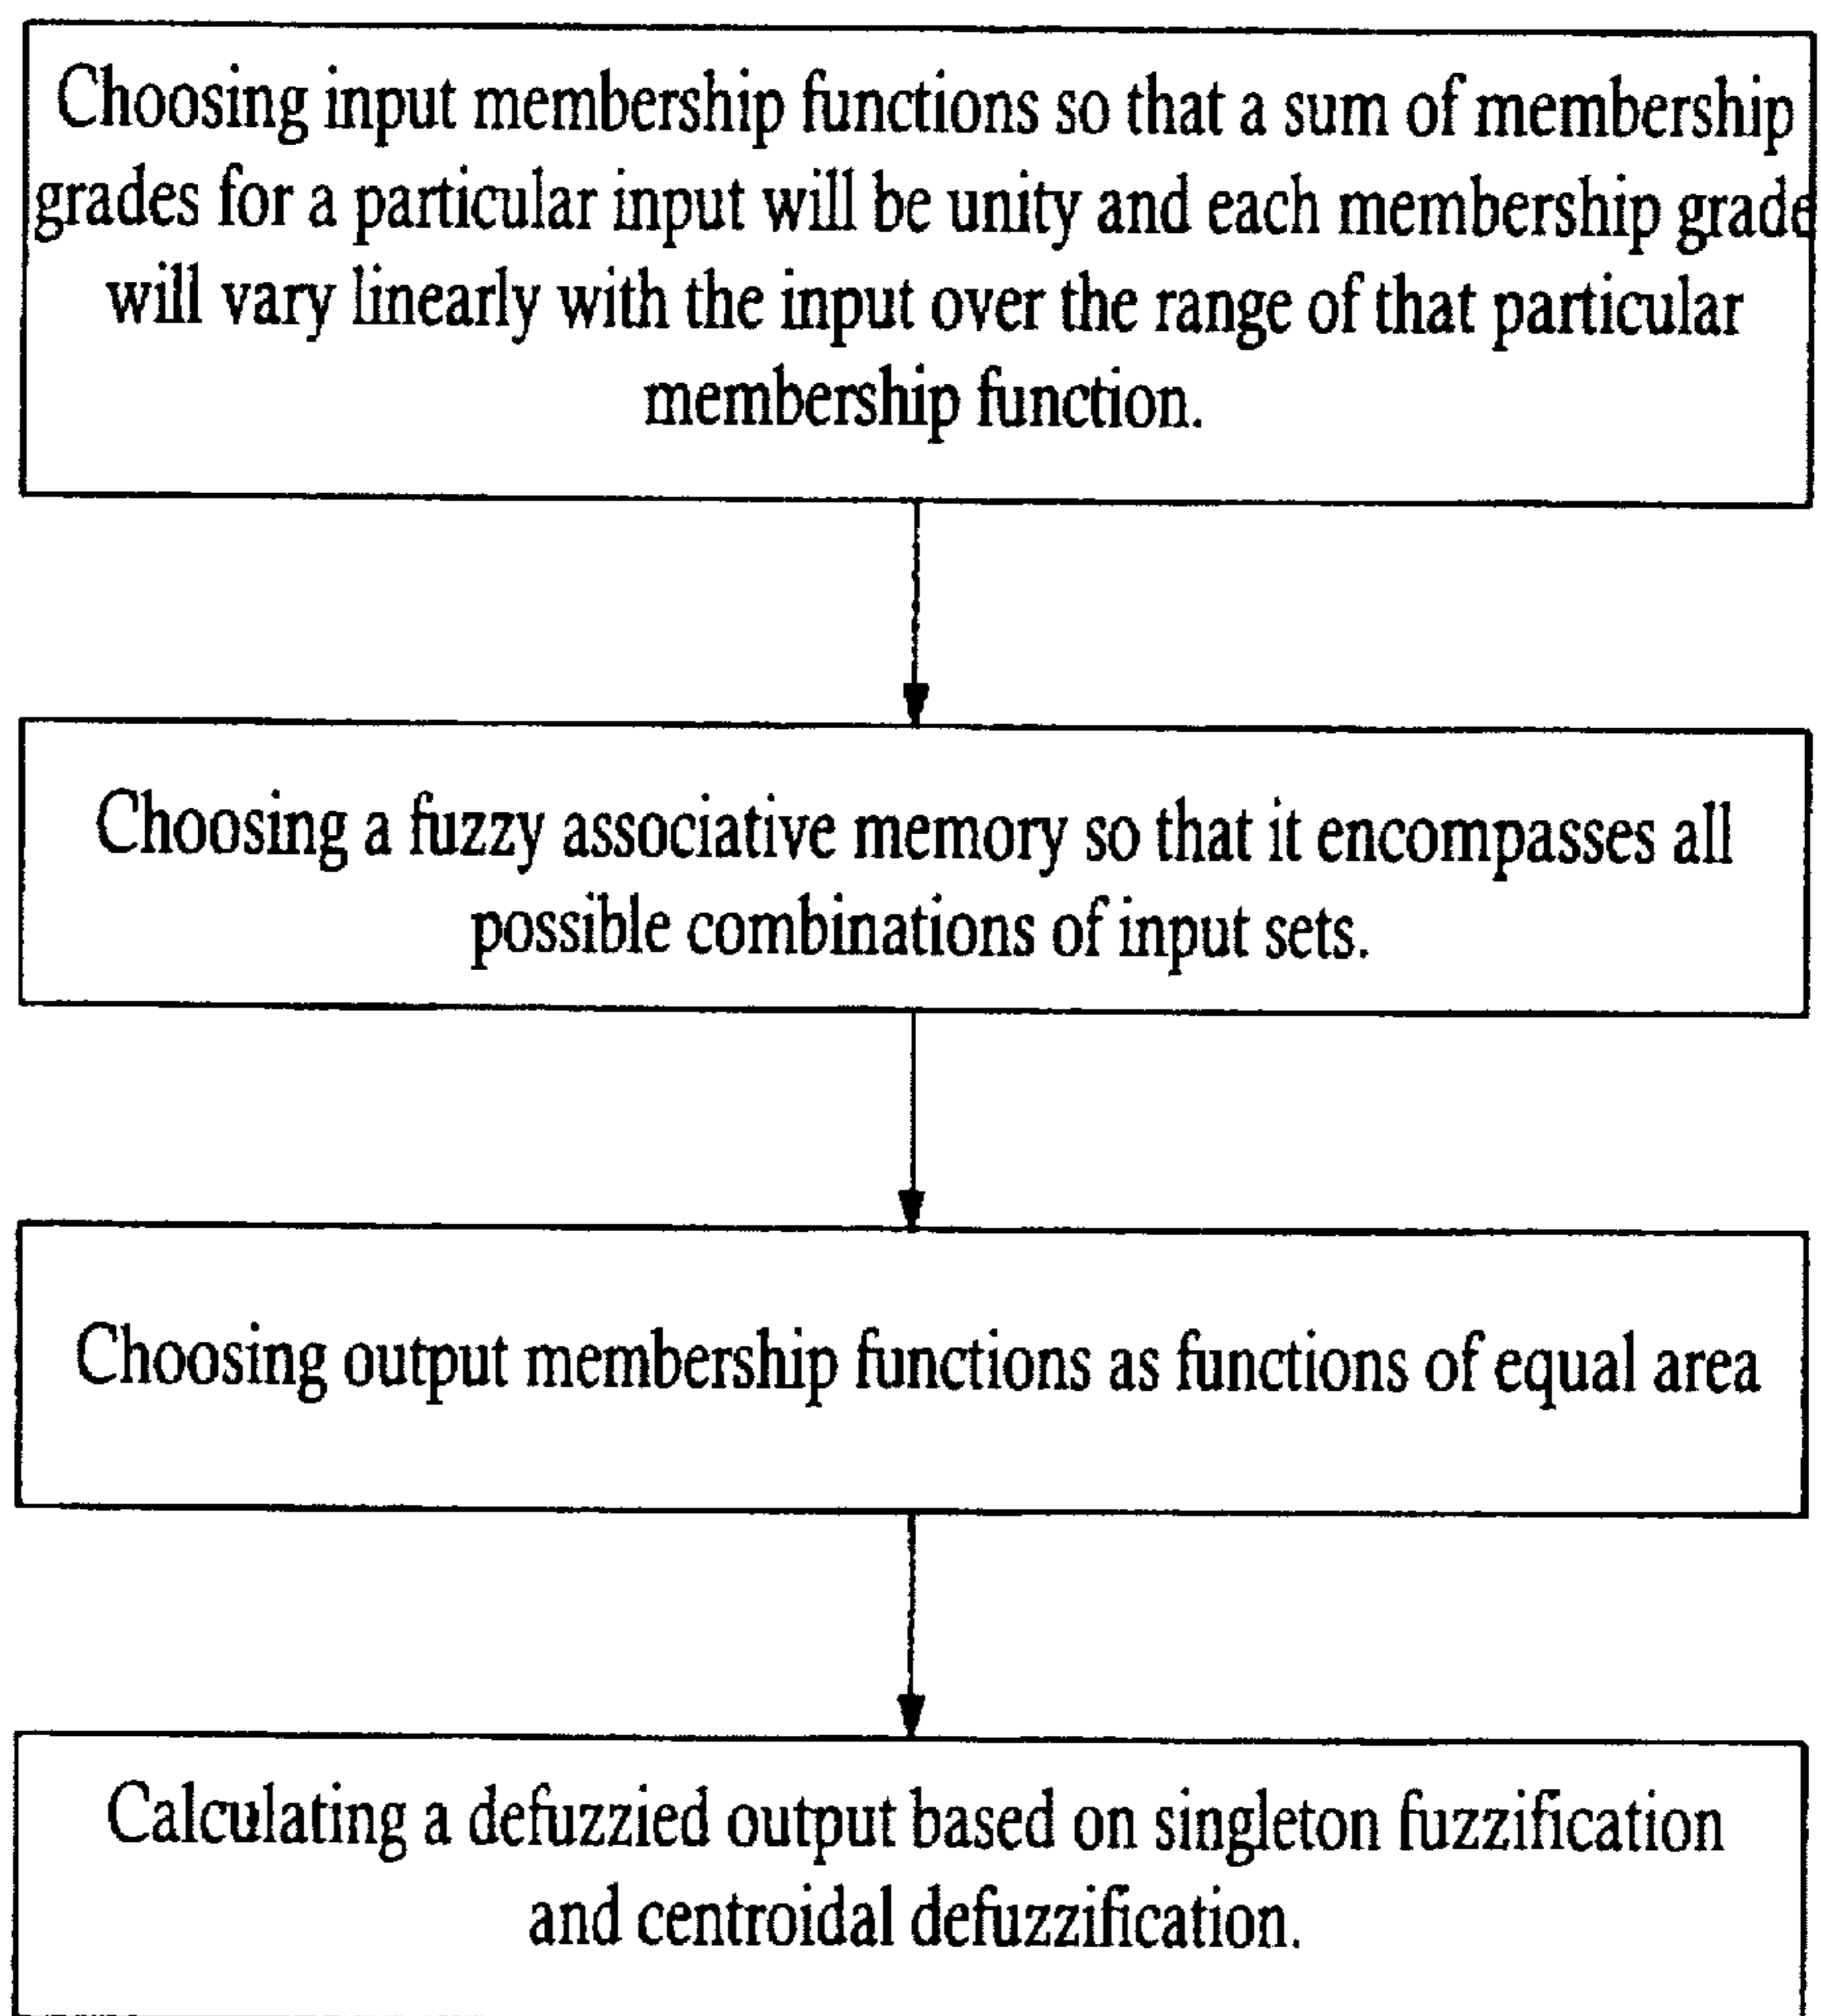 Choosing input membership functions so that a sum of membership
grades for a particular input will be unity and each membership grade
will vary linearly with the input over the range of that particular
membership function.
Choosing a fuzzy associative memory so that it encompasses all
possible combinations of input sets.
Choosing output membership functions as functions of equal area
Calculating a defuzzied output based on singleton fuzzification
and centroidal defuzzification.